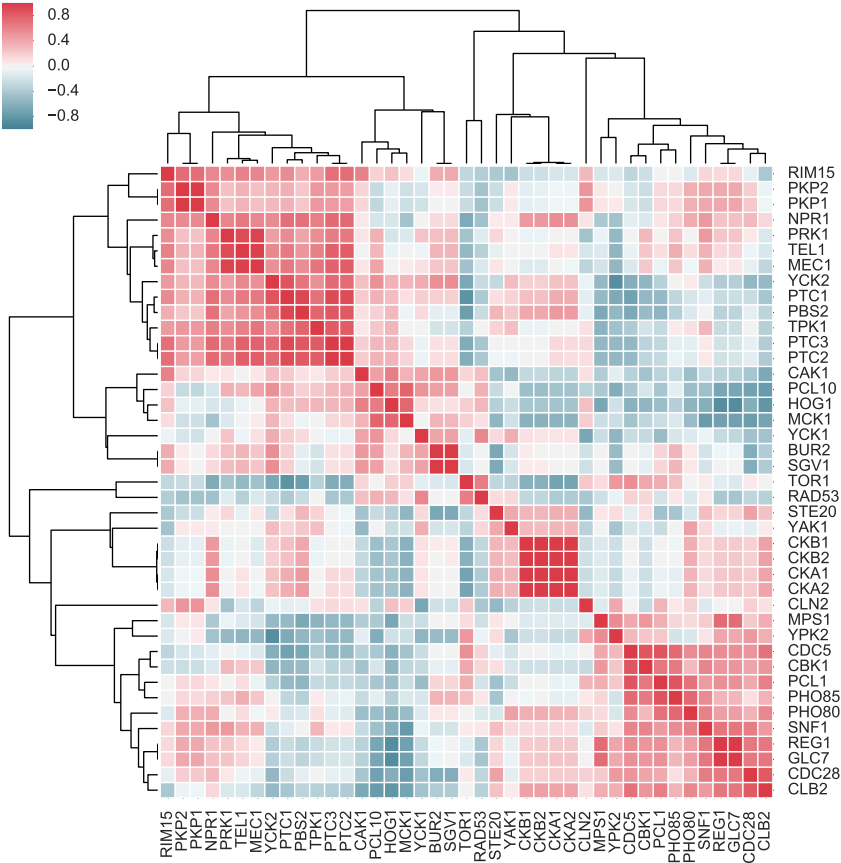 0.8
0.4
0.0
−0.4
−0.8
RIM15
PKP2
PKP1
NPR1
PRK1
TEL1
MEC1
YCK2
PTC1
PBS2
TPK1
PTC3
PTC2
CAK1
PCL10
HOG1
MCK1
YCK1
BUR2
SGV1
TOR1
RAD53
STE20
YAK1
CKB1
CKB2
CKA1
CKA2
CLN2
MPS1
YPK2
CDC5
CBK1
PCL1
PHO85
PHO80
SNF1
REG1
GLC7
CDC28
CLB2
RIM15
PKP2
PKP1
NPR1
PRK1
TEL1
MEC1
YCK2
PTC1
PBS2
TPK1
PTC3
PTC2
CAK1
PCL10
HOG1
MCK1
YCK1
BUR2
SGV1
TOR1
RAD53
STE20
YAK1
CKB1
CKB2
CKA1
CKA2
CLN2
MPS1
YPK2
CDC5
CBK1
PCL1
PHO85
PHO80
SNF1
REG1
GLC7
CDC28
CLB2